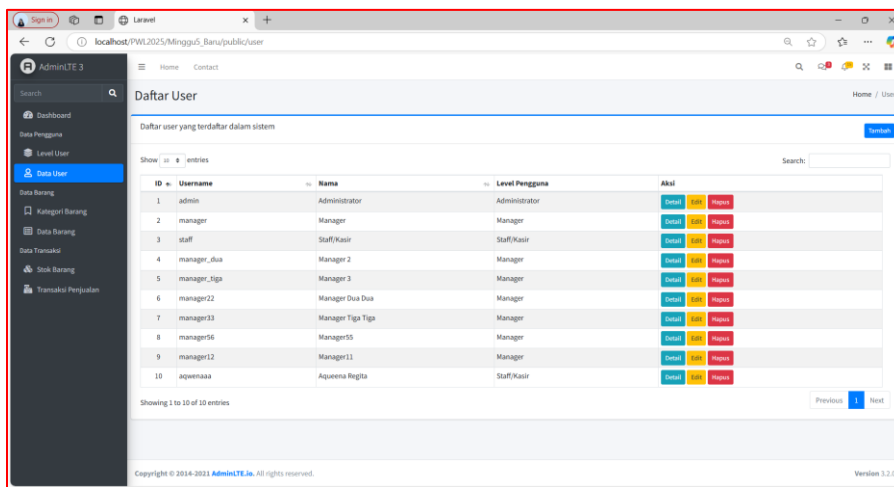 Sign in Laravel
localhost/PWL2025/Minggu5_Baru/public/user
AdminLTE 3 Home Contact
Search
Daftar User Home / User
Dashboard
Data Pengguna Daftar user yang terdaftar dalam sistem Tambah
Level User
Data User Show 10 entries Search:
Data Barang ID Username Nama Level Pengguna Aksi
1 admin Administrator Administrator Detail Edit Hapus
Kategori Barang
2 manager Manager Manager Detail Edit Hapus
Data Barang
3 staff Staff/Kasir Staff/Kasir Detail Edit Hapus
Data Transaksi
4 manager_dua Manager 2 Manager Detail Edit Hapus
Stok Barang
5 manager_tiga Manager 3 Manager Detail Edit Hapus
Transaksi Penjualan
6 manager22 Manager Dua Dua Manager Detail Edit Hapus
7 manager33 Manager Tiga Tiga Manager Detail Edit Hapus
8 manager56 Manager55 Manager Detail Edit Hapus
9 manager12 Manager11 Manager Detail Edit Hapus
10 aqwenaaa Aqueena Regita Staff/Kasir Detail Edit Hapus
Showing 1 to 10 of 10 entries Previous 1 Next
Copyright © 2014-2021 AdminLTE.io. All rights reserved. Version 3.2.0